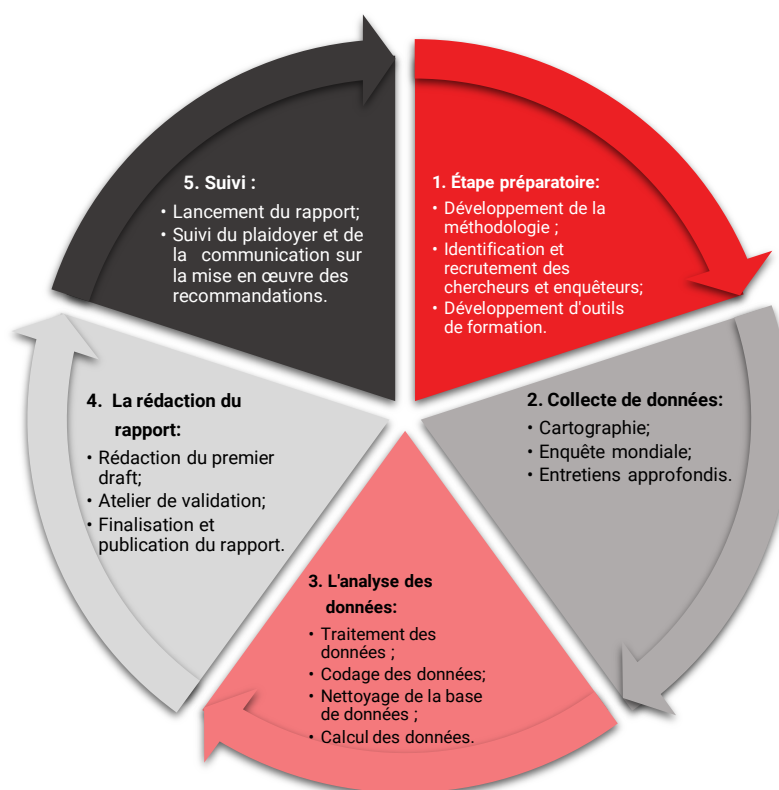 1. Étape préparatoire:
• Développement de la
méthodologie ;
• Identification et
recrutement des
chercheurs et enquêteurs;
• Développement d'outils
de formation.
2. Collecte de données:
• Cartographie;
• Enquête mondiale;
• Entretiens approfondis.
3. L'analyse des
données:
• Traitement des
données ;
• Codage des données;
• Nettoyage de la base
de données ;
• Calcul des données.
4. La rédaction du
rapport:
• Rédaction du premier
draft;
• Atelier de validation;
• Finalisation et
publication du rapport.
5. Suivi :
• Lancement du rapport;
• Suivi du plaidoyer et de
la communication sur
la mise en œuvre des
recommandations.